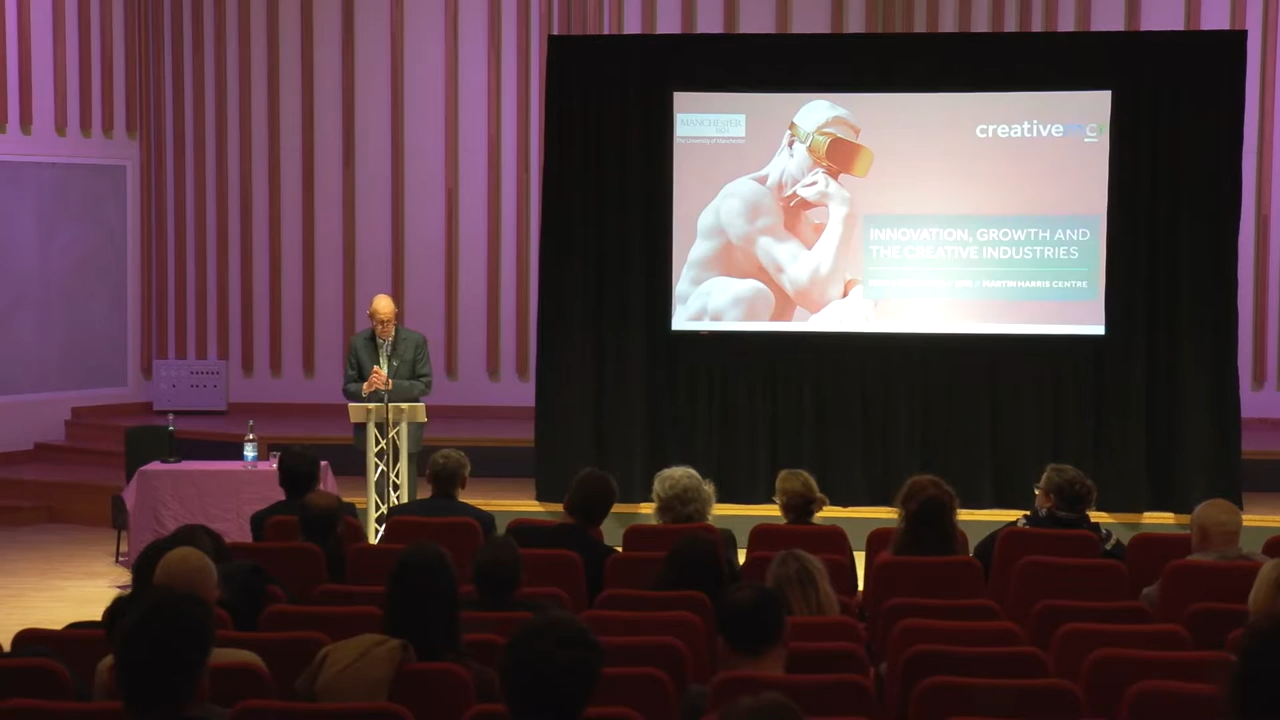 MANCHESTER
1824
The University of Manchester
creative
INNOVATION, GROWTH AND
THE CREATIVE INDUSTRIES
// MARTIN HARRIS CENTRE